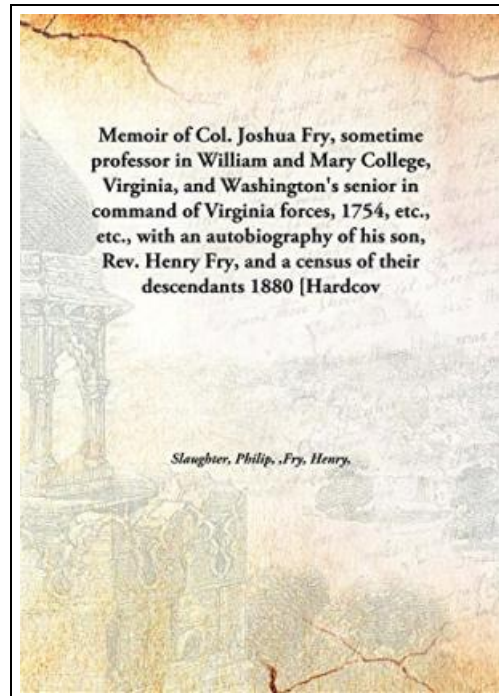 Memoir of Col. Joshua Fry, sometime
professor in William and Mary College,
Virginia, and Washington's senior in
command of Virginia forces, 1754, etc.,
etc., with an autobiography of his son,
Rev. Henry Fry, and a census of their
descendants 1880 [Hardcov
Slaughter, Philip, ,Fry, Henry,